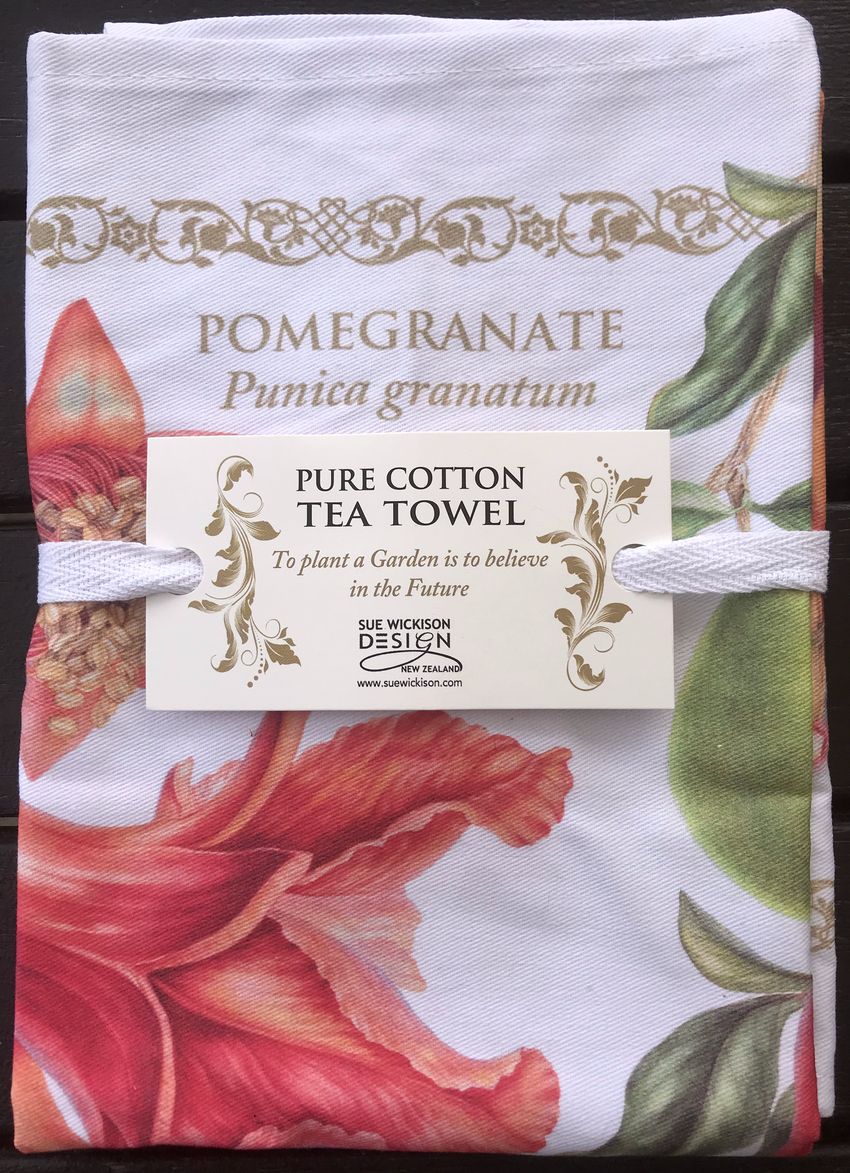 POMEGRANATE
Punica granatum
PURE COTTON
TEA TOWEL
To plant a Garden is to believe
in the Future
SUE WICKISON
DESIGN
NEW ZEALAND
www.suewickison.com